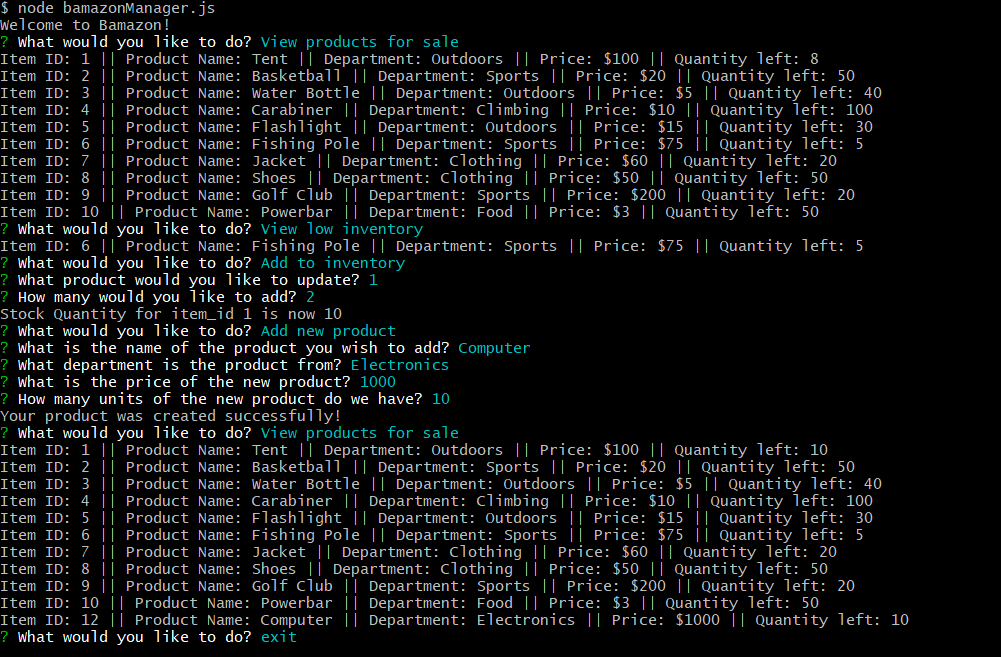 $ node bamazonManager.js
Welcome to Bamazon!
? What would you like to do? View products for sale
Item ID: 1 || Product Name: Tent || Department: Outdoors || Price: $100 || Quantity left: 8
Item ID: 2 || Product Name: Basketball || Department: Sports || Price: $20 || Quantity left: 50
Item ID: 3 || Product Name: Water Bottle || Department: Outdoors || Price: $5 || Quantity left: 40
Item ID: 4 || Product Name: Carabiner || Department: Climbing || Price: $10 || Quantity left: 100
Item ID: 5 || Product Name: Flashlight || Department: Outdoors || Price: $15 || Quantity left: 30
Item ID: 6 || Product Name: Fishing Pole || Department: Sports || Price: $75 || Quantity left: 5
Item ID: 7 || Product Name: Jacket || Department: Clothing || Price: $60 || Quantity left: 20
Item ID: 8 || Product Name: Shoes || Department: Clothing || Price: $50 || Quantity left: 50
Item ID: 9 || Product Name: Golf Club || Department: Sports || Price: $200 || Quantity left: 20
Item ID: 10 || Product Name: Powerbar || Department: Food || Price: $3 || Quantity left: 50
? What would you like to do? View low inventory
Item ID: 6 || Product Name: Fishing Pole || Department: Sports || Price: $75 || Quantity left: 5
? What would you like to do? Add to inventory
? What product would you like to update? 1
? How many would you like to add? 2
Stock Quantity for item_id 1 is now 10
? What would you like to do? Add new product
? What is the name of the product you wish to add? Computer
? What department is the product from? Electronics
? What is the price of the new product? 1000
? How many units of the new product do we have? 10
Your product was created successfully!
? What would you like to do? View products for sale
Item ID: 1 || Product Name: Tent || Department: Outdoors || Price: $100 || Quantity left: 10
Item ID: 2 || Product Name: Basketball || Department: Sports || Price: $20 || Quantity left: 50
Item ID: 3 || Product Name: Water Bottle || Department: Outdoors || Price: $5 || Quantity left: 40
Item ID: 4 || Product Name: Carabiner || Department: Climbing || Price: $10 || Quantity left: 100
Item ID: 5 || Product Name: Flashlight || Department: Outdoors || Price: $15 || Quantity left: 30
Item ID: 6 || Product Name: Fishing Pole || Department: Sports || Price: $75 || Quantity left: 5
Item ID: 7 || Product Name: Jacket || Department: Clothing || Price: $60 || Quantity left: 20
Item ID: 8 || Product Name: Shoes || Department: Clothing || Price: $50 || Quantity left: 50
Item ID: 9 || Product Name: Golf Club || Department: Sports || Price: $200 || Quantity left: 20
Item ID: 10 || Product Name: Powerbar || Department: Food || Price: $3 || Quantity left: 50
Item ID: 12 || Product Name: Computer || Department: Electronics || Price: $1000 || Quantity left: 10
? What would you like to do? exit